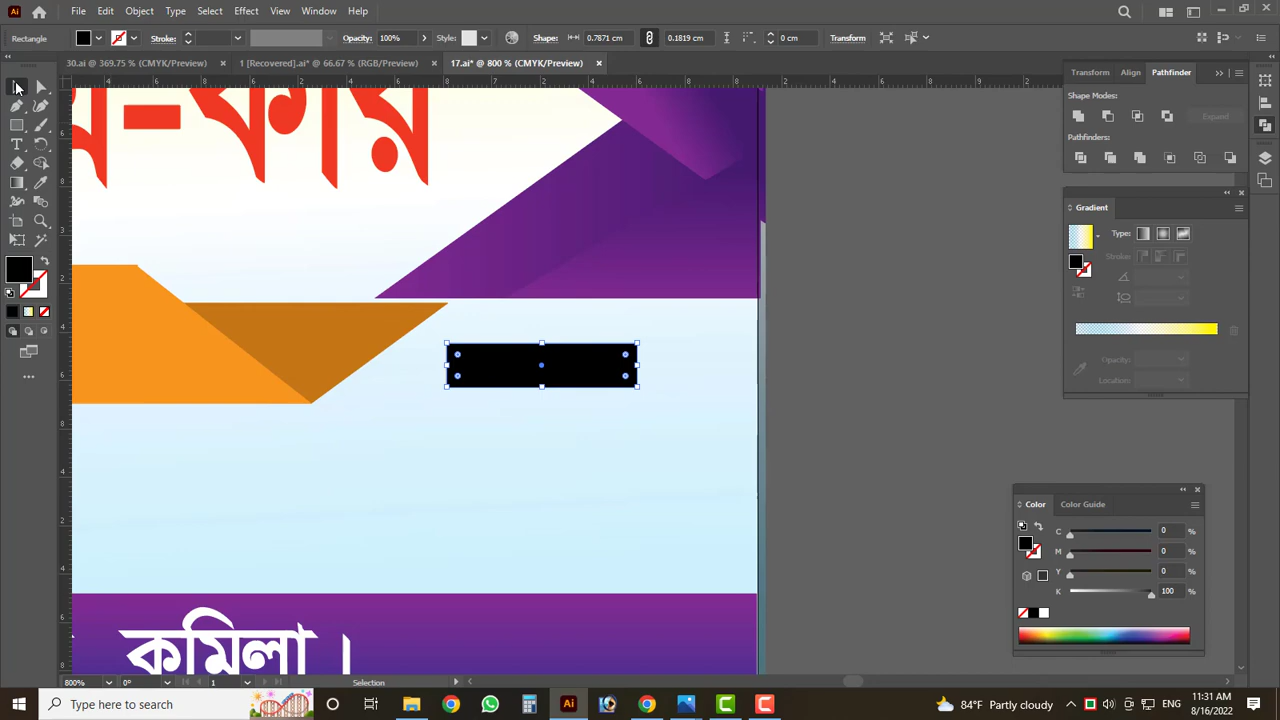 File Edit Object Type Select Effect View Window Help
Rectangle Stroke: Opacity: 100% Style: Shape: 0.7871 cm 0.1819 cm 0 cm Transform
30.ai @ 369.75 % (CMYK/Preview) × 1 [Recovered].ai* @ 66.67 % (RGB/Preview) × 17.ai* @ 800 % (CMYK/Preview) ×
Transform Align Pathfinder
Shape Modes:
Expand
Pathfinders:
Gradient
Type:
Stroke:
Opacity:
Location:
Color Color Guide
C 0 %
M 0 %
Y 0 %
K 100 %
কমিলা ।
800% 0° 1 Selection
Type here to search
84°F Partly cloudy ENG 11:31 AM
8/16/2022